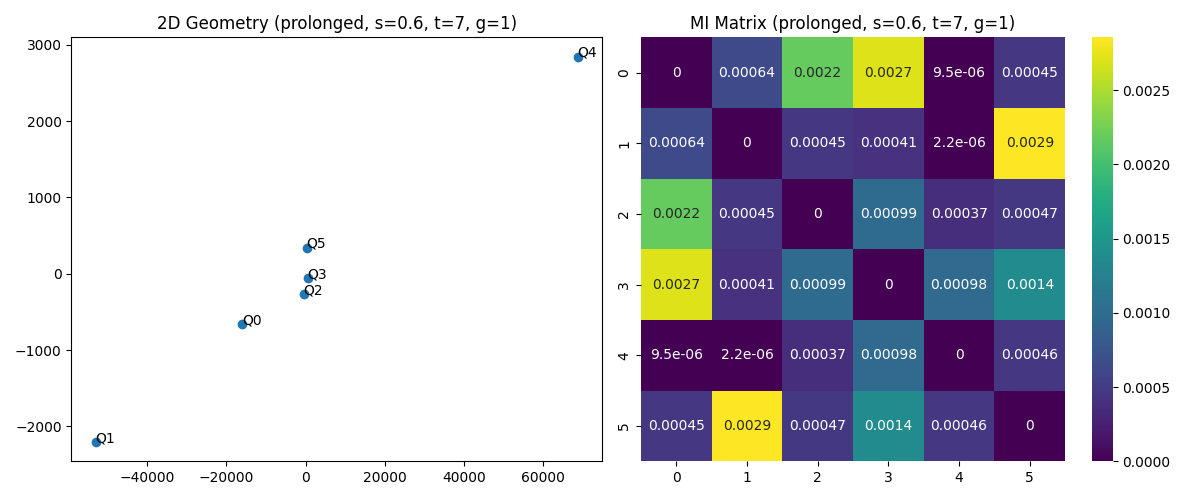 2D Geometry (prolonged, s=0.6, t=7, g=1)
3000
2000
1000
0
−1000
−2000
−40000 −20000 0 20000 40000 60000
Q4
Q5
Q3
Q2
Q0
Q1
MI Matrix (prolonged, s=0.6, t=7, g=1)
0 0 0.00064 0.0022 0.0027 9.5e-06 0.00045
1 0.00064 0 0.00045 0.00041 2.2e-06 0.0029
2 0.0022 0.00045 0 0.00099 0.00037 0.00047
3 0.0027 0.00041 0.00099 0 0.00098 0.0014
4 9.5e-06 2.2e-06 0.00037 0.00098 0 0.00046
5 0.00045 0.0029 0.00047 0.0014 0.00046 0
0 1 2 3 4 5
0.0025
0.0020
0.0015
0.0010
0.0005
0.0000